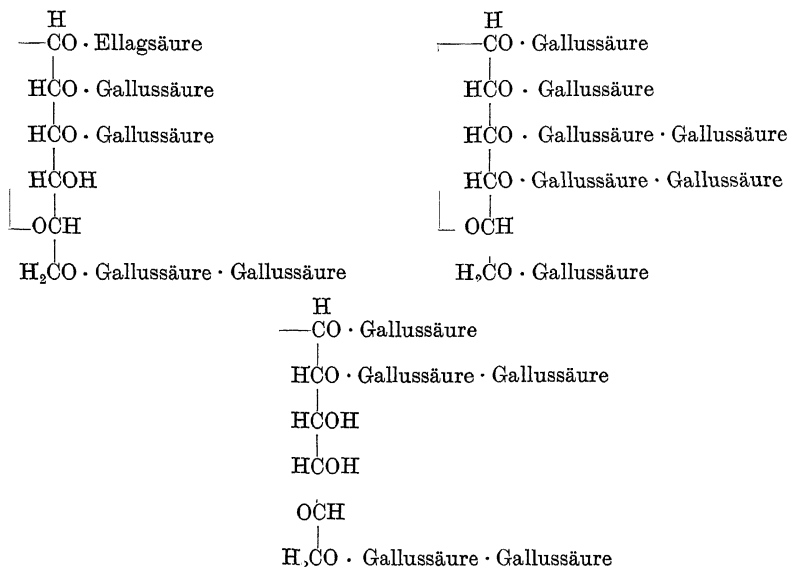 H
—CO · Ellagsäure
HCO · Gallussäure
HCO · Gallussäure
HCOH
—OCH
H₂CO · Gallussäure · Gallussäure
H
—CO · Gallussäure
HCO · Gallussäure
HCO · Gallussäure · Gallussäure
HCO · Gallussäure · Gallussäure
— OCH
H₂CO · Gallussäure
H
—CO · Gallussäure
HCO · Gallussäure · Gallussäure
HCOH
HCOH
OCH
H₂CO · Gallussäure · Gallussäure